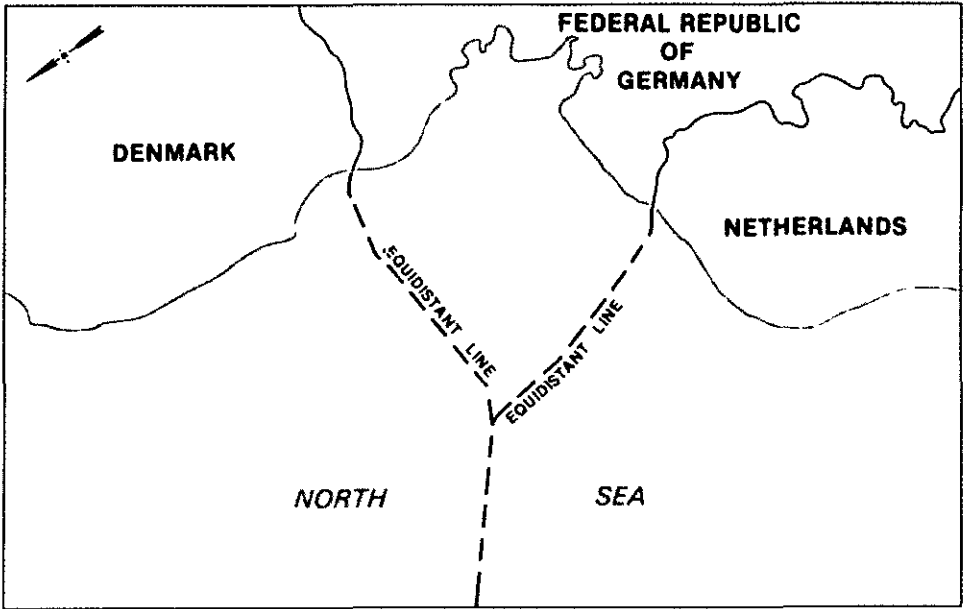 FEDERAL REPUBLIC
OF
GERMANY
DENMARK
NETHERLANDS
EQUIDISTANT LINE
EQUIDISTANT LINE
NORTH SEA